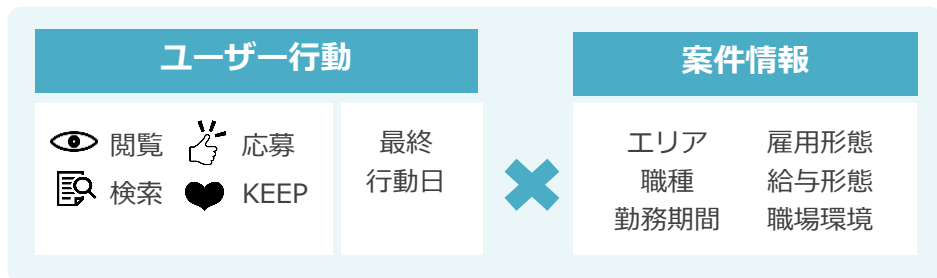 ユーザー行動
閲覧 応募
検索 KEEP
最終
行動日
案件情報
エリア 雇用形態
職種 給与形態
勤務期間 職場環境